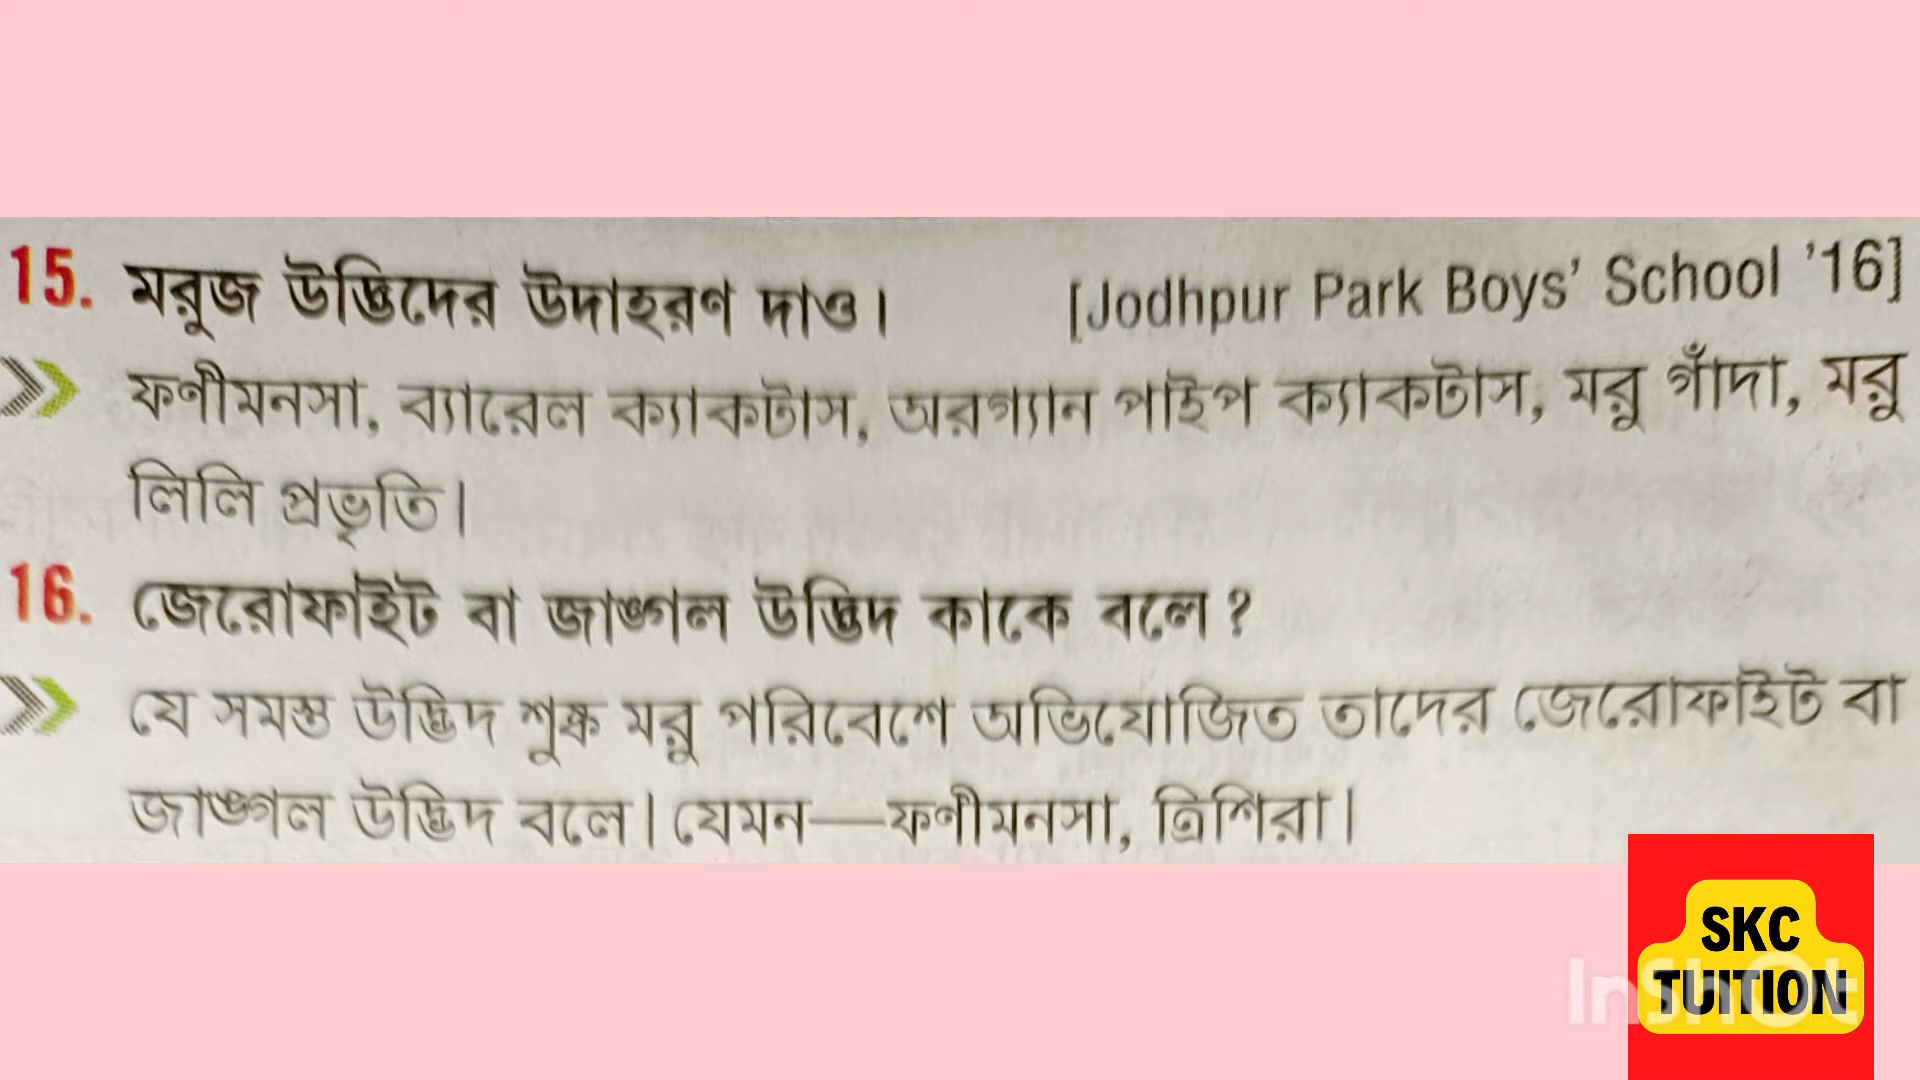 15. মরুজ উদ্ভিদের উদাহরণ দাও। [Jodhpur Park Boys' School '16]
ফণীমনসা, ব্যারেল ক্যাকটাস, অরগ্যান পাইপ ক্যাকটাস, মরু গাঁদা, মরু
লিলি প্রভৃতি।
16. জেরোফাইট বা জাঙ্গল উদ্ভিদ কাকে বলে?
যে সমস্ত উদ্ভিদ শুষ্ক মরু পরিবেশে অভিযোজিত তাদের জেরোফাইট বা
জাঙ্গল উদ্ভিদ বলে। যেমন—ফণীমনসা, ত্রিশিরা।
SKC
TUITION
InShOt